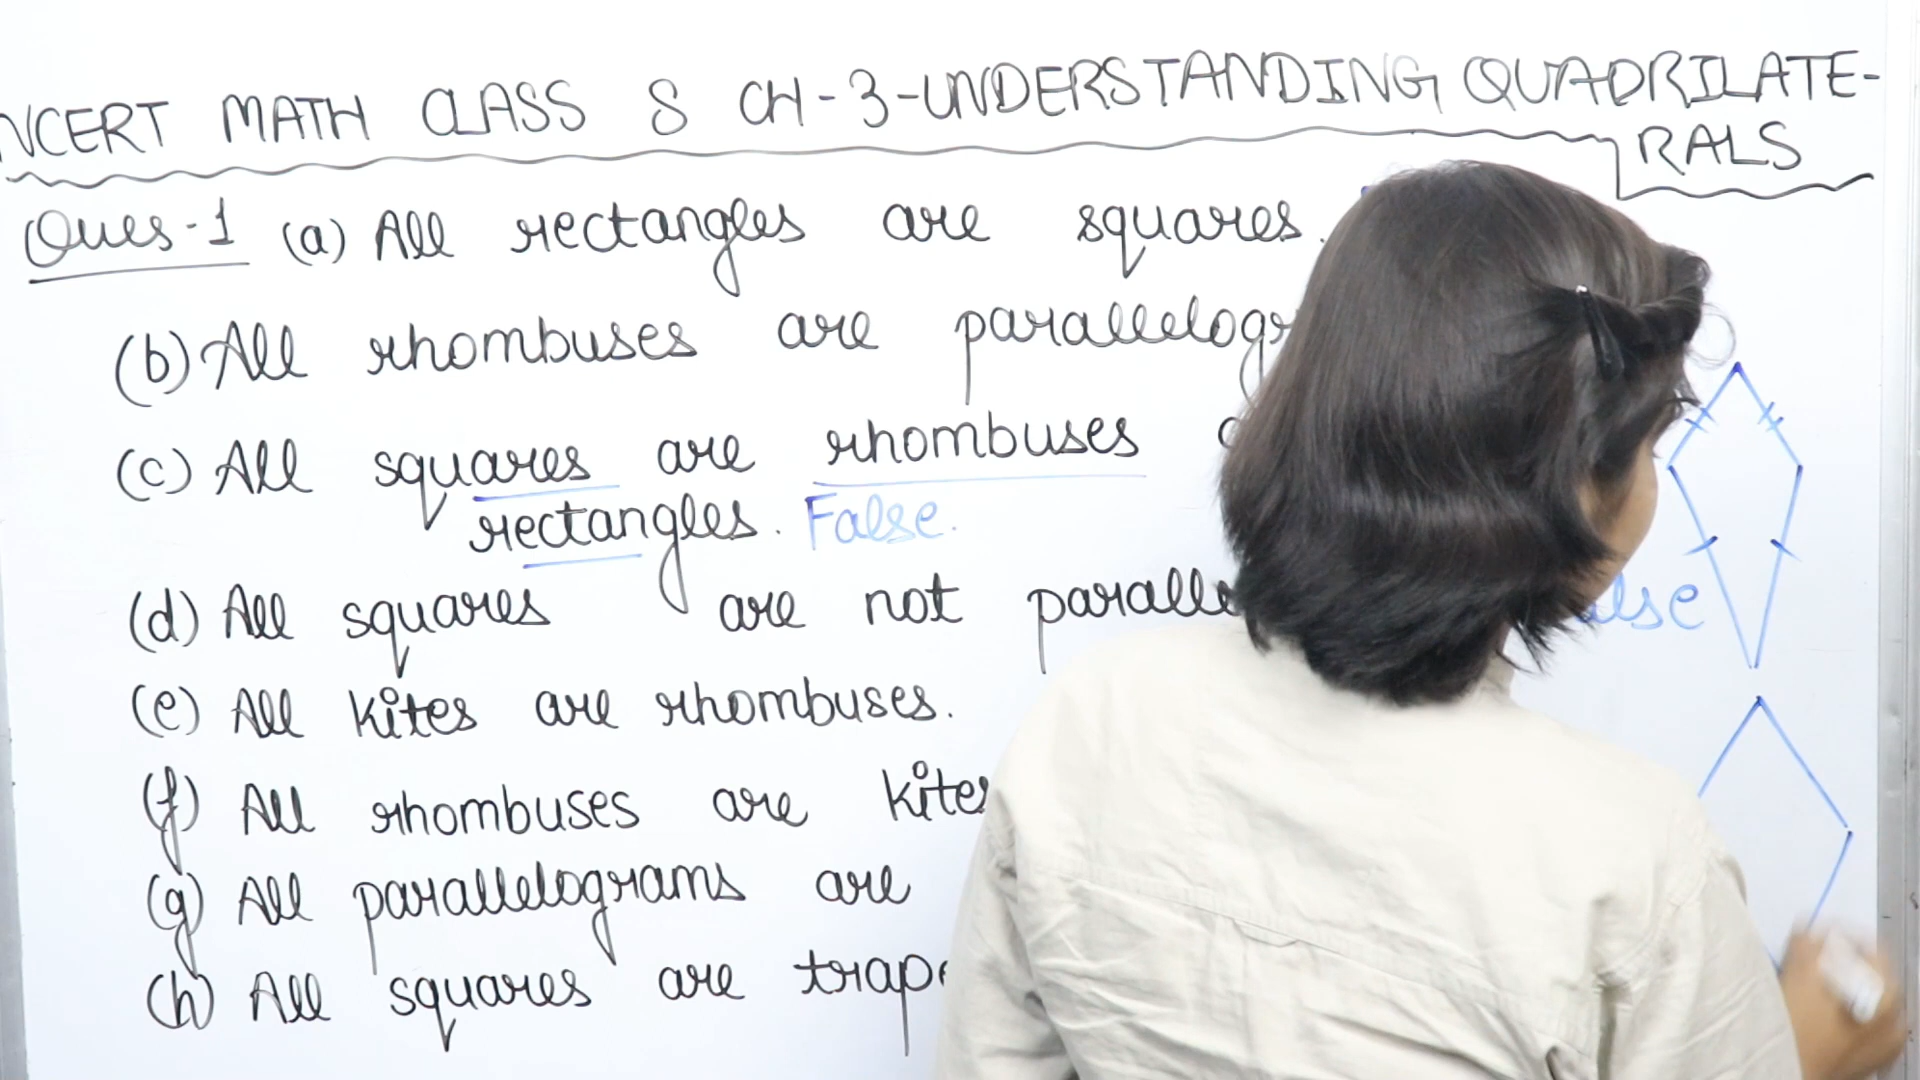 NCERT MATH CLASS 8 CH-3-UNDERSTANDING QUADRILATE-
RALS
Ques-1 (a) All rectangles are squares.
(b) All rhombuses are
(c) All squares are rhombuses
rectangles. False.
(d) All squares are not
(e) All kites are rhombuses.
(f) All rhombuses are kites
(g) All parallelograms are
(h) All squares are